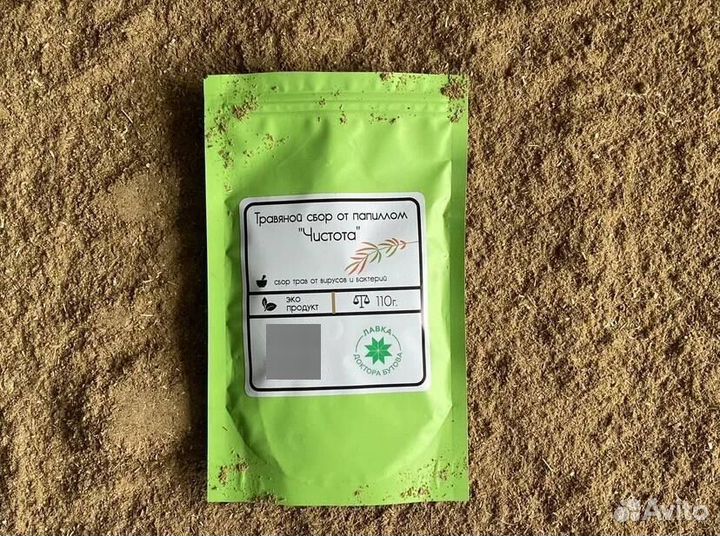 Травяной сбор от папиллом
"Чистота"
сбор трав от вирусов и бактерий
эко
продукт
110г.
ЛАВКА
ДОКТОРА БУТОВА
Avito